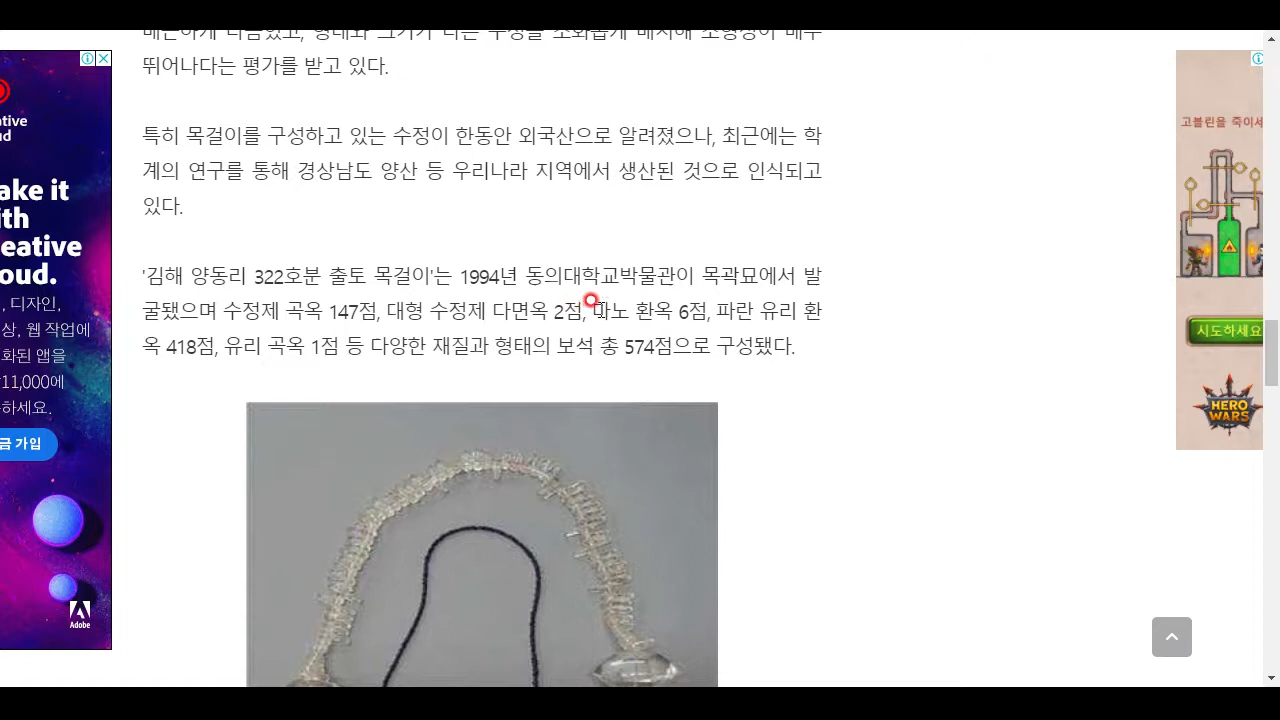 뛰어나다는 평가를 받고 있다.
특히 목걸이를 구성하고 있는 수정이 한동안 외국산으로 알려졌으나, 최근에는 학
계의 연구를 통해 경상남도 양산 등 우리나라 지역에서 생산된 것으로 인식되고
있다.
'김해 양동리 322호분 출토 목걸이'는 1994년 동의대학교박물관이 목곽묘에서 발
굴됐으며 수정제 곡옥 147점, 대형 수정제 다면옥 2점, 마노 환옥 6점, 파란 유리 환
옥 418점, 유리 곡옥 1점 등 다양한 재질과 형태의 보석 총 574점으로 구성됐다.
ative
ud
ake it
ith
eative
oud.
, 디자인,
상, 웹 작업에
화된 앱을
11,000에
하세요.
금 가입
Adobe
고블린을 죽이세
시도하세요
HERO
WARS